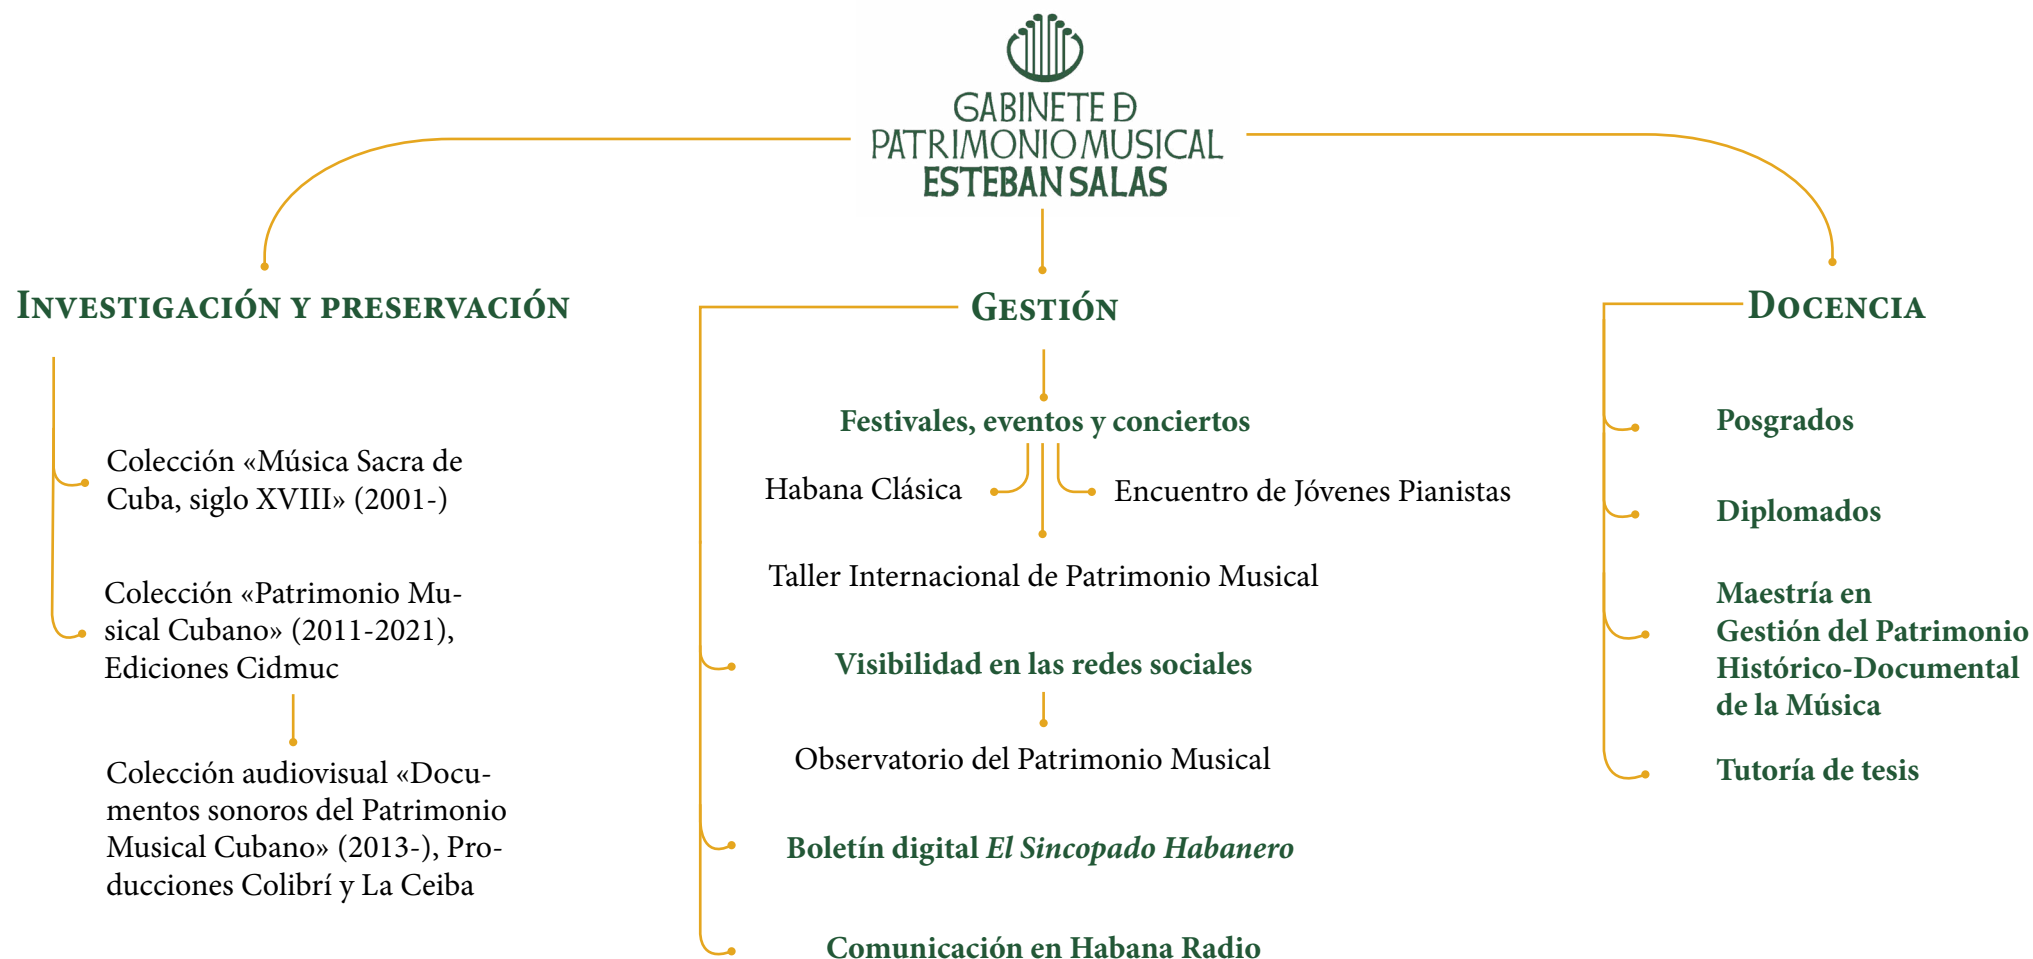 GABINETE Đ
PATRIMONIO MUSICAL
ESTEBAN SALAS
Investigación y preservación
Colección «Música Sacra de
Cuba, siglo XVIII» (2001-)
Colección «Patrimonio Mu-
sical Cubano» (2011-2021),
Ediciones Cidmuc
Colección audiovisual «Docu-
mentos sonoros del Patrimonio
Musical Cubano» (2013-), Pro-
ducciones Colibrí y La Ceiba
Gestión
Festivales, eventos y conciertos
Habana Clásica
Encuentro de Jóvenes Pianistas
Taller Internacional de Patrimonio Musical
Visibilidad en las redes sociales
Observatorio del Patrimonio Musical
Boletín digital El Sincopado Habanero
Comunicación en Habana Radio
Docencia
Posgrados
Diplomados
Maestría en
Gestión del Patrimonio
Histórico-Documental
de la Música
Tutoría de tesis